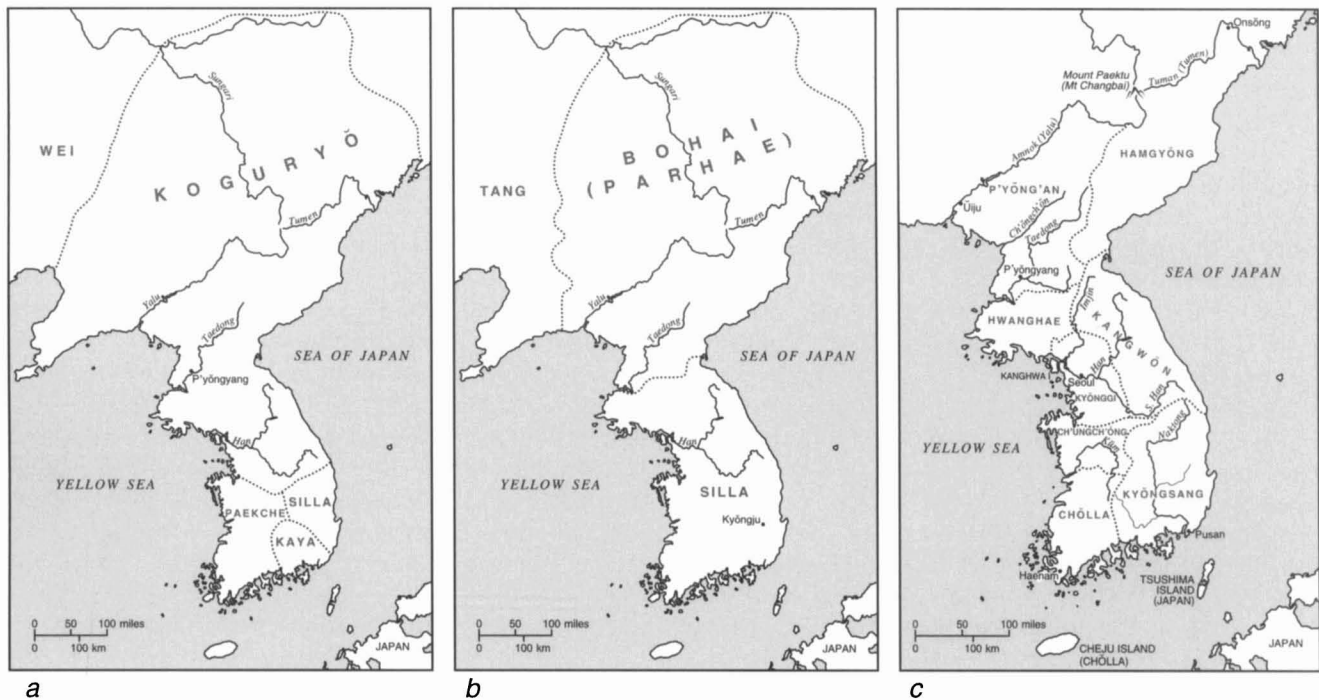 WEI
KOGURYŎ
Sungari
Tumen
Yalu
Taedong
P'yŏngyang
SEA OF JAPAN
Han
YELLOW SEA
PAEKCHE
SILLA
KAYA
0 50 100 miles
0 100 km
JAPAN
a
TANG
BOHAI
(PARHAE)
Sungari
Tumen
Yalu
Taedong
SEA OF JAPAN
Han
YELLOW SEA
SILLA
Kyŏngju
0 50 100 miles
0 100 km
JAPAN
b
Onsŏng
Mount Paektu
(Mt Changbai)
Tuman (Tumen)
Amnok (Yalu)
HAMGYŎNG
P'YŎNG'AN
Ŭiju
Ch'ŏngch'ŏn
Taedong
P'yŏngyang
SEA OF JAPAN
Imjin
HWANGHAE
KANGWŎN
Han
KANGHWA
Seoul
KYŎNGGI
S. Han
CH'UNGCH'ŎNG
Naktong
YELLOW SEA
Kŭm
KYŎNGSANG
CHŎLLA
Pusan
Haenam
TSUSHIMA
ISLAND
(JAPAN)
0 50 100 miles
0 100 km
CHEJU ISLAND
(CHŎLLA)
JAPAN
c